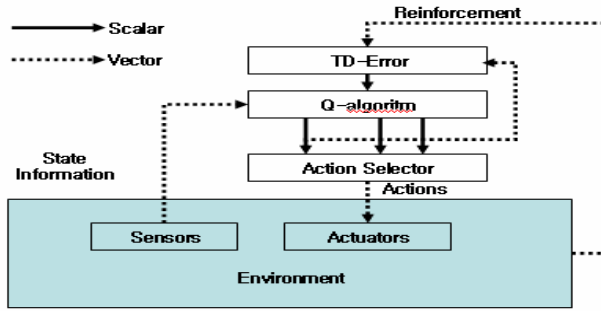 Reinforcement
Scalar
Vector
TD-Error
Q-algoritm
State
Information
Action Selector
Actions
Sensors
Actuators
Environment